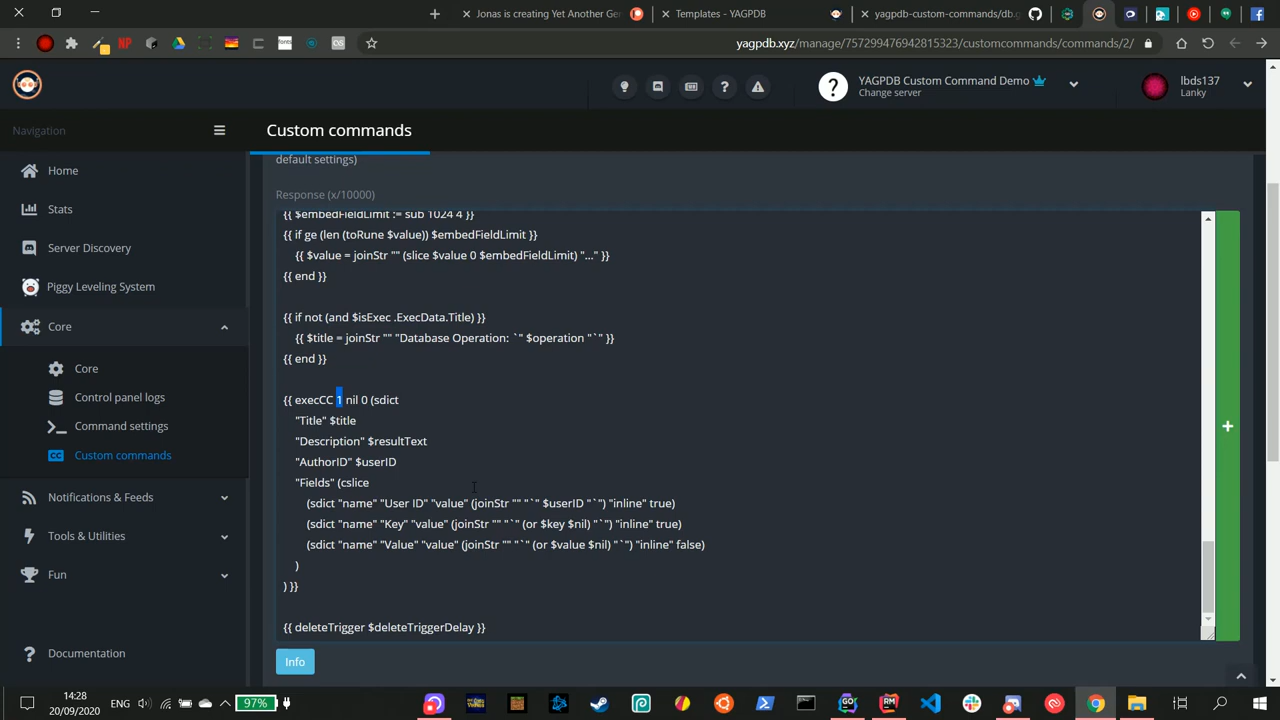 Jonas is creating Yet Another Ger
Templates - YAGPDB
yagpdb-custom-commands/db.g
yagpdb.xyz/manage/757299476942815323/customcommands/commands/2/
YAGPDB Custom Command Demo
Change server
lbds137
Lanky
Navigation
Custom commands
Home
Stats
Server Discovery
Piggy Leveling System
Core
Core
Control panel logs
Command settings
Custom commands
Notifications & Feeds
Tools & Utilities
Fun
Documentation
default settings)
Response (x/10000)
{{ $embedFieldLimit := sub 1024 4 }}
{{ if ge (len (toRune $value)) $embedFieldLimit }}
{{ $value = joinStr "" (slice $value 0 $embedFieldLimit) "..." }}
{{ end }}
{{ if not (and $isExec .ExecData.Title) }}
{{ $title = joinStr "" "Database Operation: `" $operation "`" }}
{{ end }}
{{ execCC 1 nil 0 (sdict
"Title" $title
"Description" $resultText
"AuthorID" $userID
"Fields" (cslice
(sdict "name" "User ID" "value" (joinStr "" "`" $userID "`") "inline" true)
(sdict "name" "Key" "value" (joinStr "" "`" (or $key $nil) "`") "inline" true)
(sdict "name" "Value" "value" (joinStr "" "`" (or $value $nil) "`") "inline" false)
)
) }}
{{ deleteTrigger $deleteTriggerDelay }}
Info
14:28
20/09/2020
ENG
97%